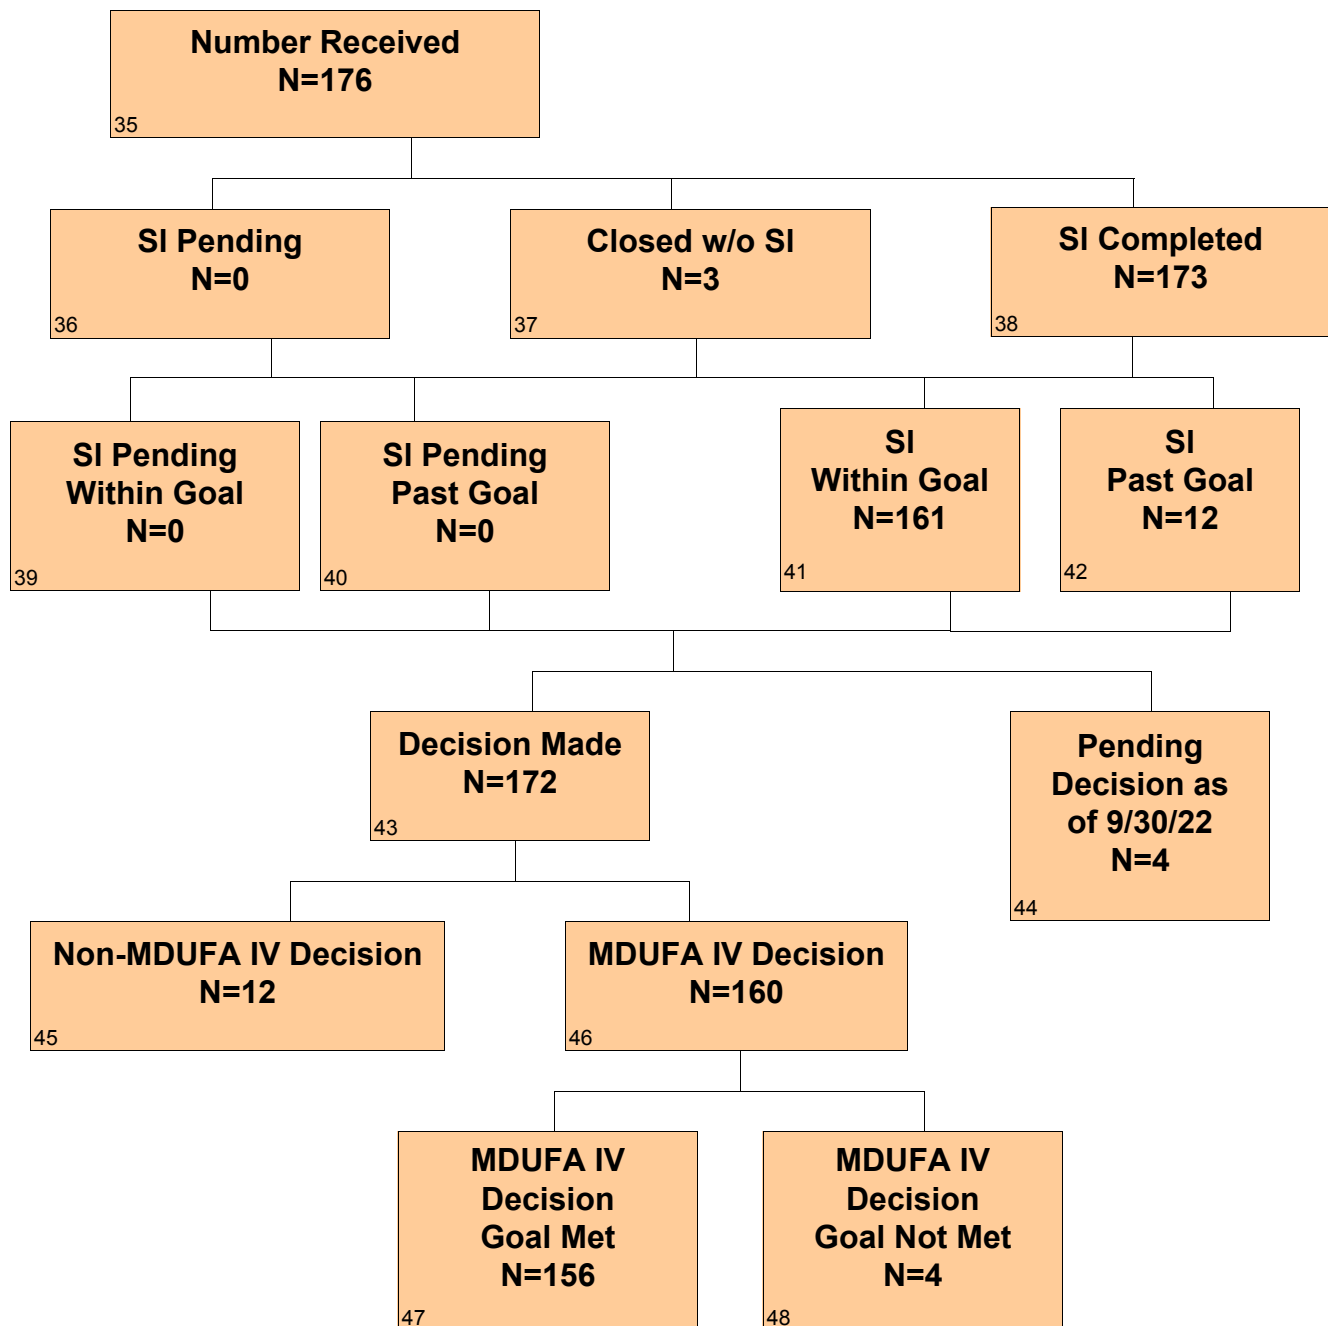 Number Received
N=176
35
SI Pending
N=0
36
Closed w/o SI
N=3
37
SI Completed
N=173
38
SI Pending
Within Goal
N=0
39
SI Pending
Past Goal
N=0
40
SI
Within Goal
N=161
41
SI
Past Goal
N=12
42
Decision Made
N=172
43
Pending
Decision as
of 9/30/22
N=4
44
Non-MDUFA IV Decision
N=12
45
MDUFA IV Decision
N=160
46
MDUFA IV
Decision
Goal Met
N=156
47
MDUFA IV
Decision
Goal Not Met
N=4
48